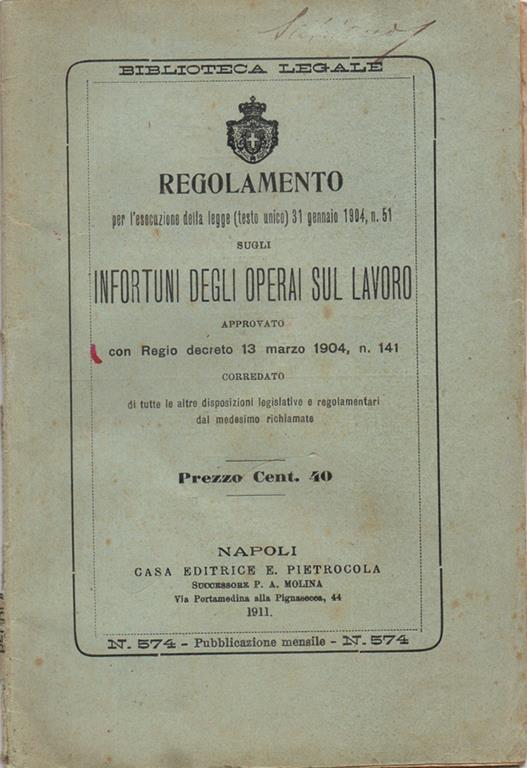 BIBLIOTECA LEGALE
REGOLAMENTO
per l'esecuzione della legge (testo unico) 31 gennaio 1904, n. 51
SUGLI
INFORTUNI DEGLI OPERAI SUL LAVORO
APPROVATO
con Regio decreto 13 marzo 1904, n. 141
CORREDATO
di tutte le altre disposizioni legislative e regolamentari
dal medesimo richiamate
Prezzo Cent. 40
NAPOLI
CASA EDITRICE E. PIETROCOLA
SUCCESSORE P. A. MOLINA
Via Portamedina alla Pignasecca, 44
1911.
N. 574 - Pubblicazione mensile - N. 574